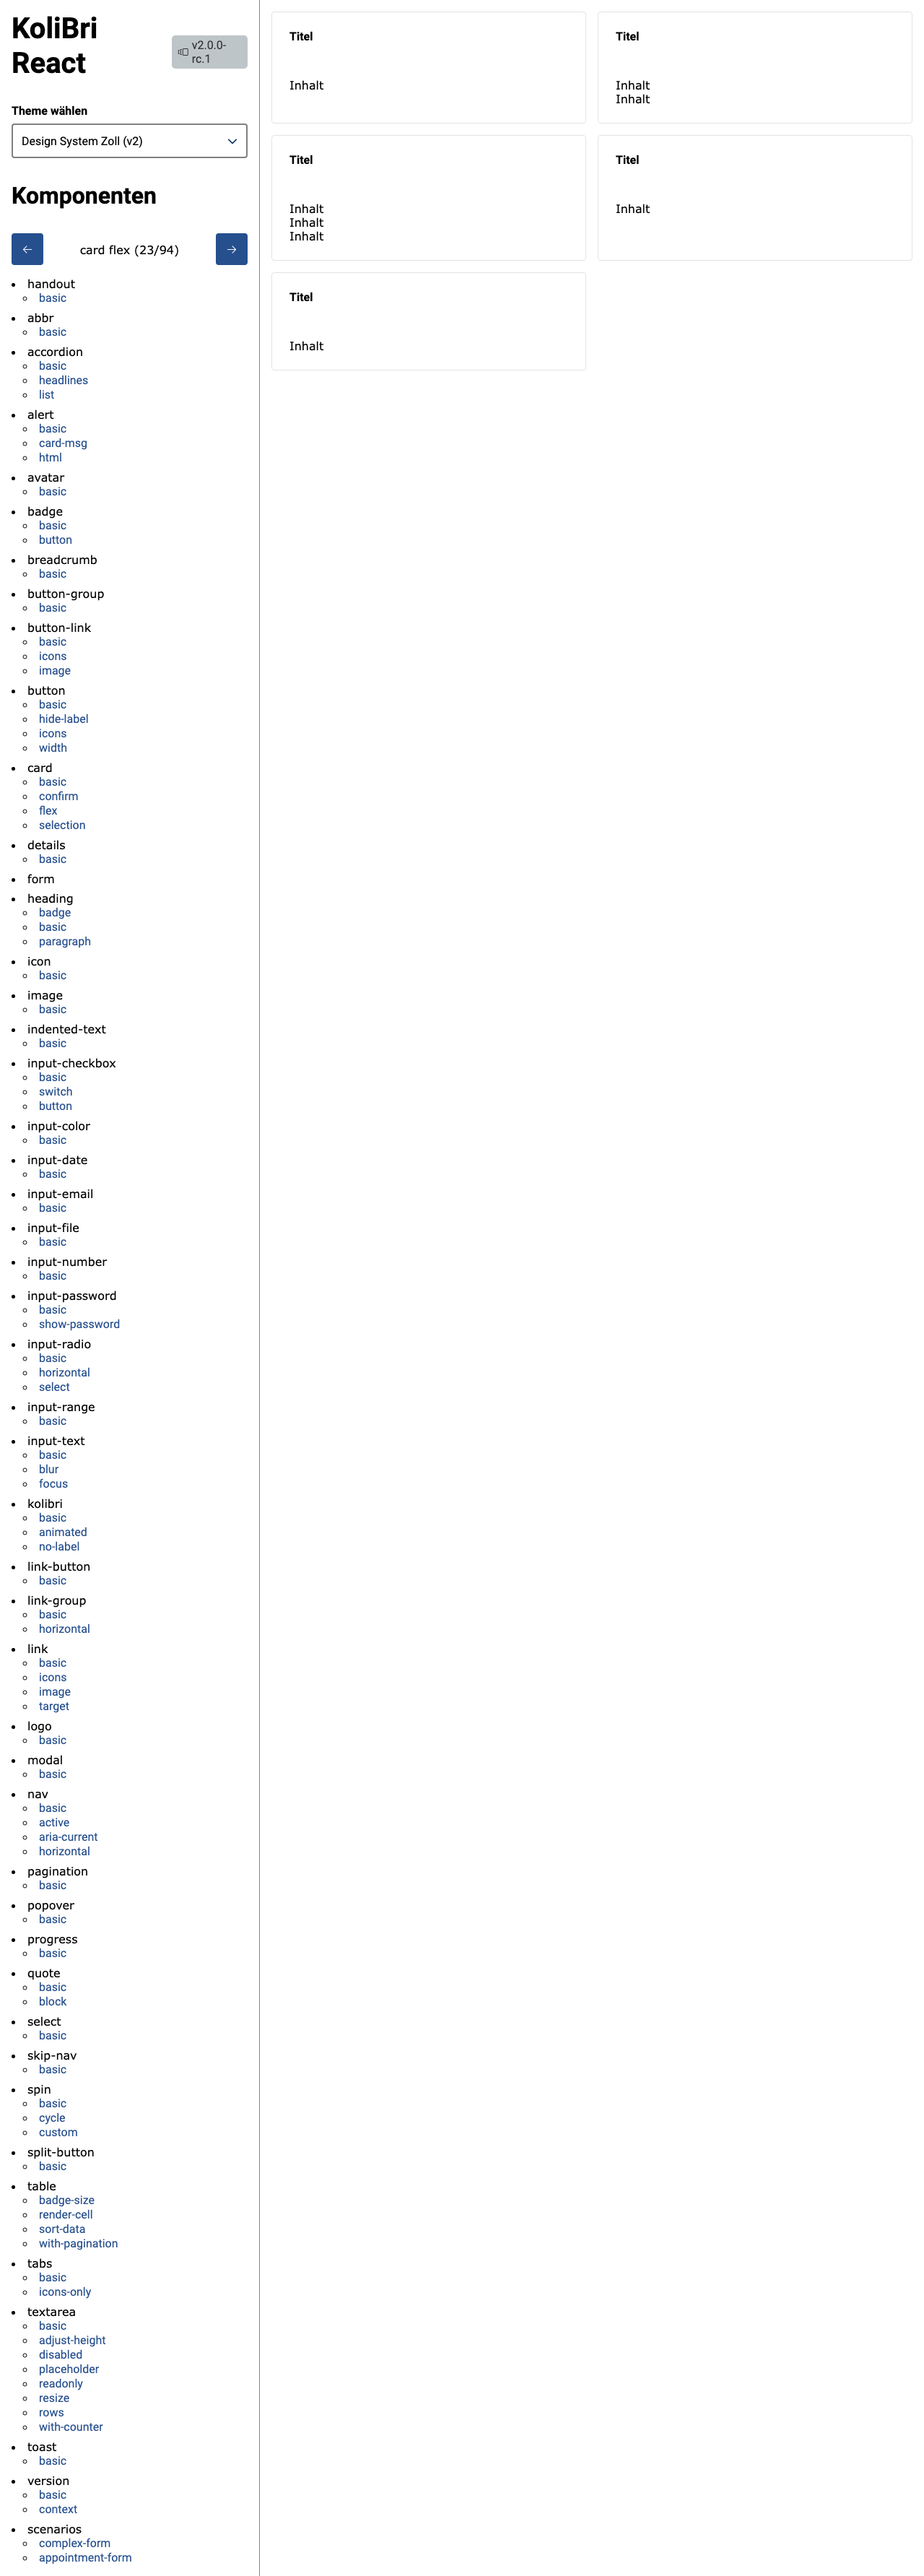 KoliBri
React
v2.0.0-
rc.1
Theme wählen
Design System Zoll (v2)
Komponenten
card flex (23/94)
handout
basic
abbr
basic
accordion
basic
headlines
list
alert
basic
card-msg
html
avatar
basic
badge
basic
button
breadcrumb
basic
button-group
basic
button-link
basic
icons
image
button
basic
hide-label
icons
width
card
basic
confirm
flex
selection
details
basic
form
heading
badge
basic
paragraph
icon
basic
image
basic
indented-text
basic
input-checkbox
basic
switch
button
input-color
basic
input-date
basic
input-email
basic
input-file
basic
input-number
basic
input-password
basic
show-password
input-radio
basic
horizontal
select
input-range
basic
input-text
basic
blur
focus
kolibri
basic
animated
no-label
link-button
basic
link-group
basic
horizontal
link
basic
icons
image
target
logo
basic
modal
basic
nav
basic
active
aria-current
horizontal
pagination
basic
popover
basic
progress
basic
quote
basic
block
select
basic
skip-nav
basic
spin
basic
cycle
custom
split-button
basic
table
badge-size
render-cell
sort-data
with-pagination
tabs
basic
icons-only
textarea
basic
adjust-height
disabled
placeholder
readonly
resize
rows
with-counter
toast
basic
version
basic
context
scenarios
complex-form
appointment-form
Titel
Inhalt
Titel
Inhalt
Inhalt
Titel
Inhalt
Inhalt
Inhalt
Titel
Inhalt
Titel
Inhalt